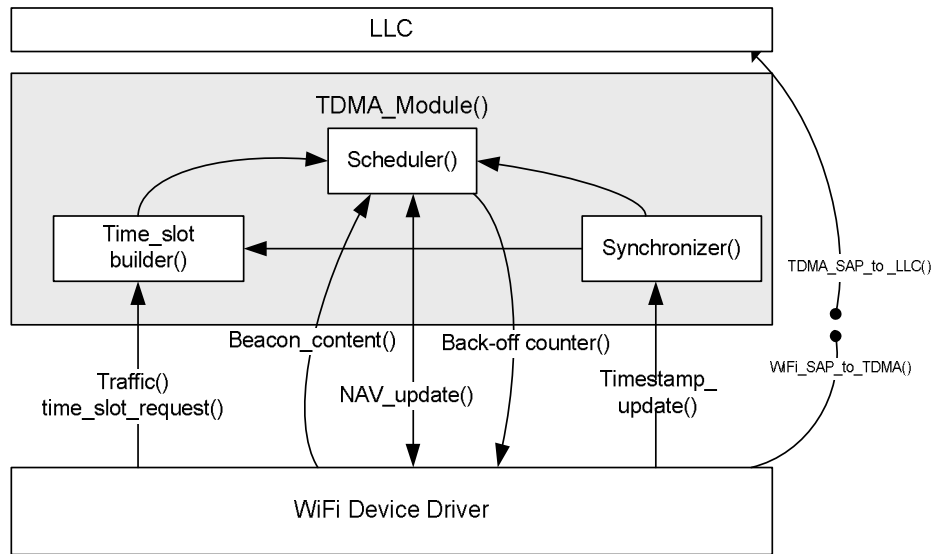 LLC
TDMA_Module()
Scheduler()
Time_slot
builder()
Synchronizer()
TDMA_SAP_to _LLC()
Beacon_content()
Back-off counter()
WiFi_SAP_to_TDMA()
Traffic()
time_slot_request()
NAV_update()
Timestamp_
update()
WiFi Device Driver